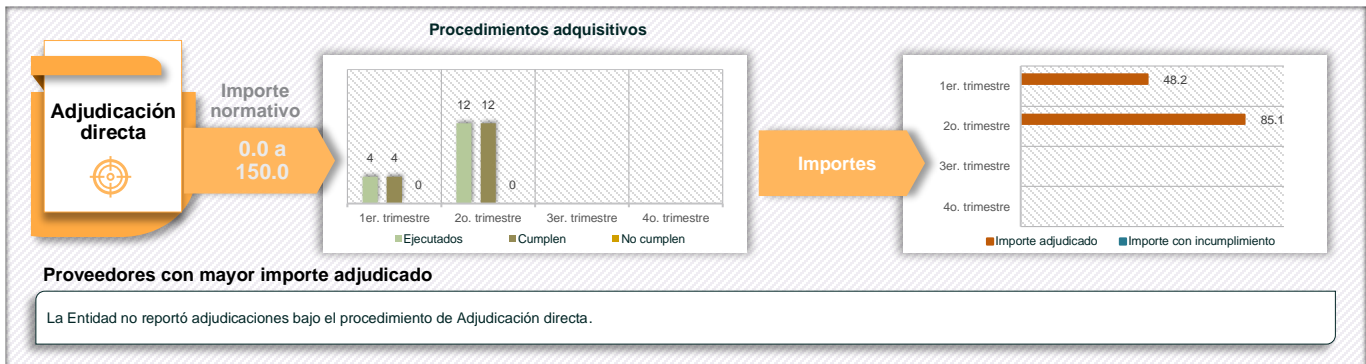 Procedimientos adquisitivos
Adjudicación
directa
Importe
normativo
0.0 a
150.0
4 4 0
12 12 0
1er. trimestre 2o. trimestre 3er. trimestre 4o. trimestre
Ejecutados Cumplen No cumplen
Importes
1er. trimestre 48.2
2o. trimestre 85.1
3er. trimestre
4o. trimestre
Importe adjudicado Importe con incumplimiento
Proveedores con mayor importe adjudicado
La Entidad no reportó adjudicaciones bajo el procedimiento de Adjudicación directa.